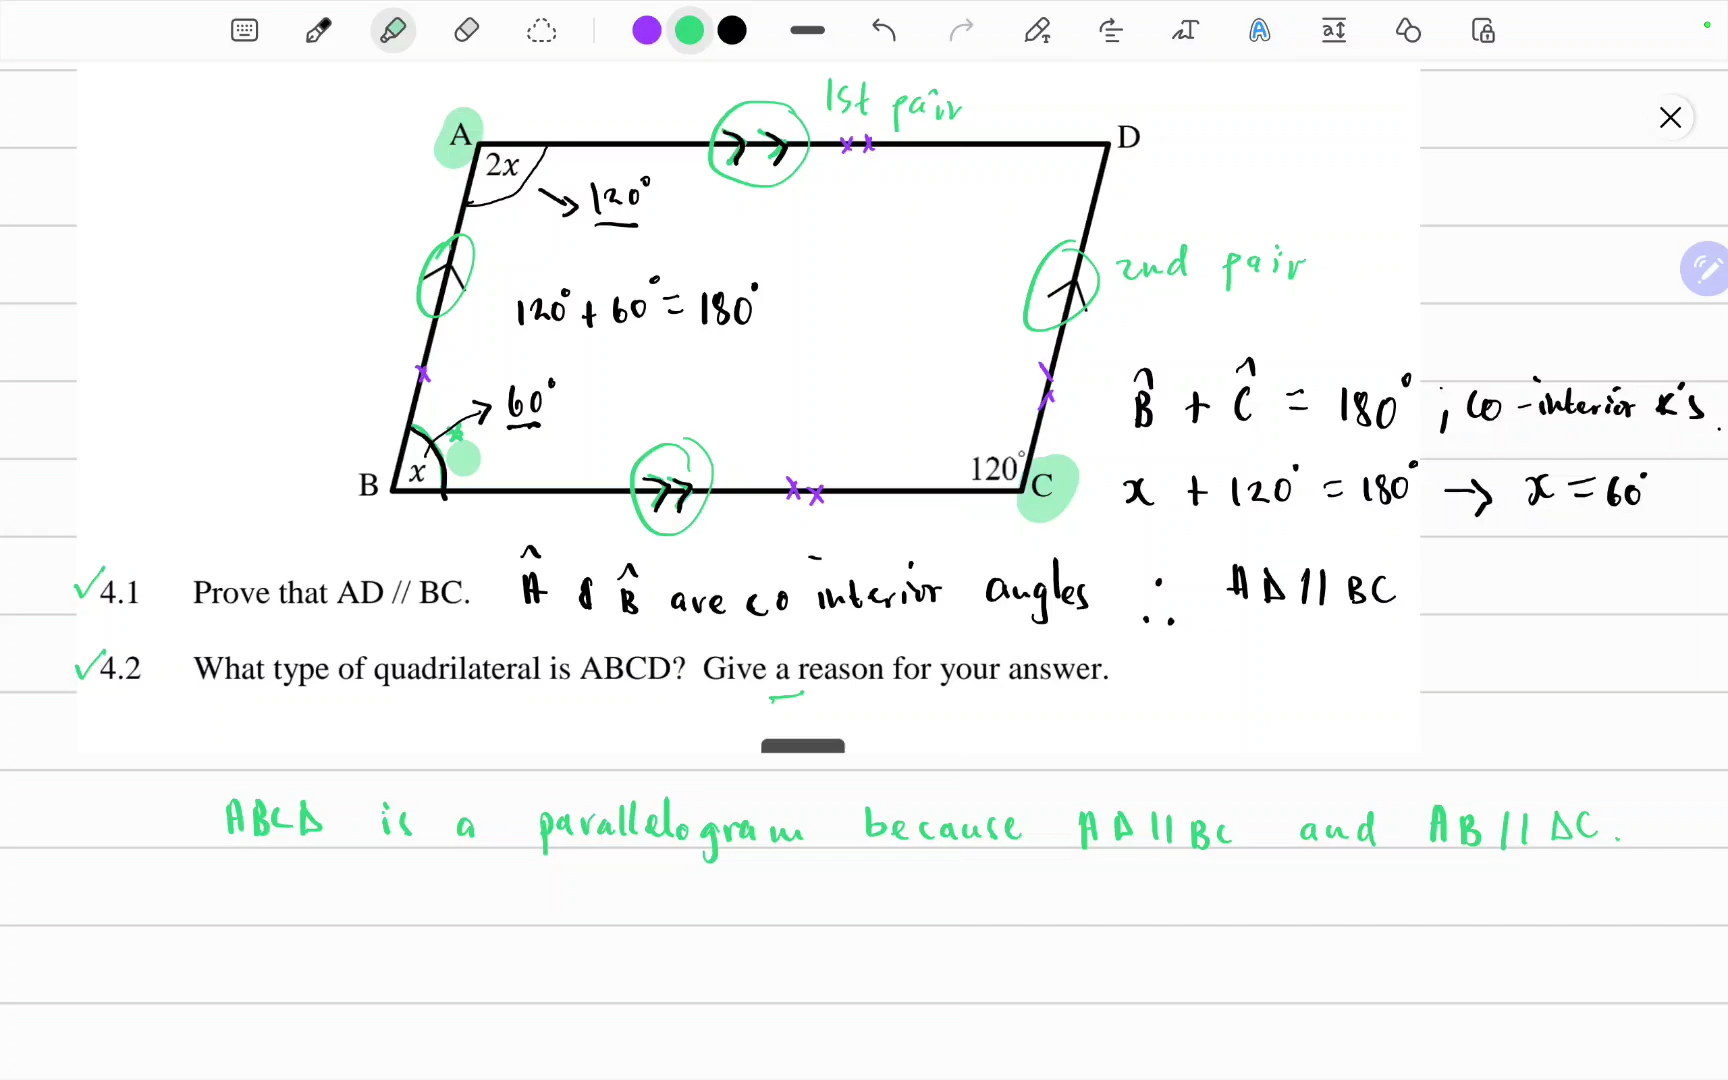 1st pair
A
D
2x
120°
2nd pair
120° + 60° = 180°
60°
B̂ + Ĉ = 180° ; co-interior ∠'s.
B
x
120°
C
x + 120° = 180° → x = 60°
4.1 Prove that AD // BC.
Â & B̂ are co interior angles ∴ AD || BC
4.2 What type of quadrilateral is ABCD? Give a reason for your answer.
ABCD is a parallelogram because AD || BC and AB || DC.